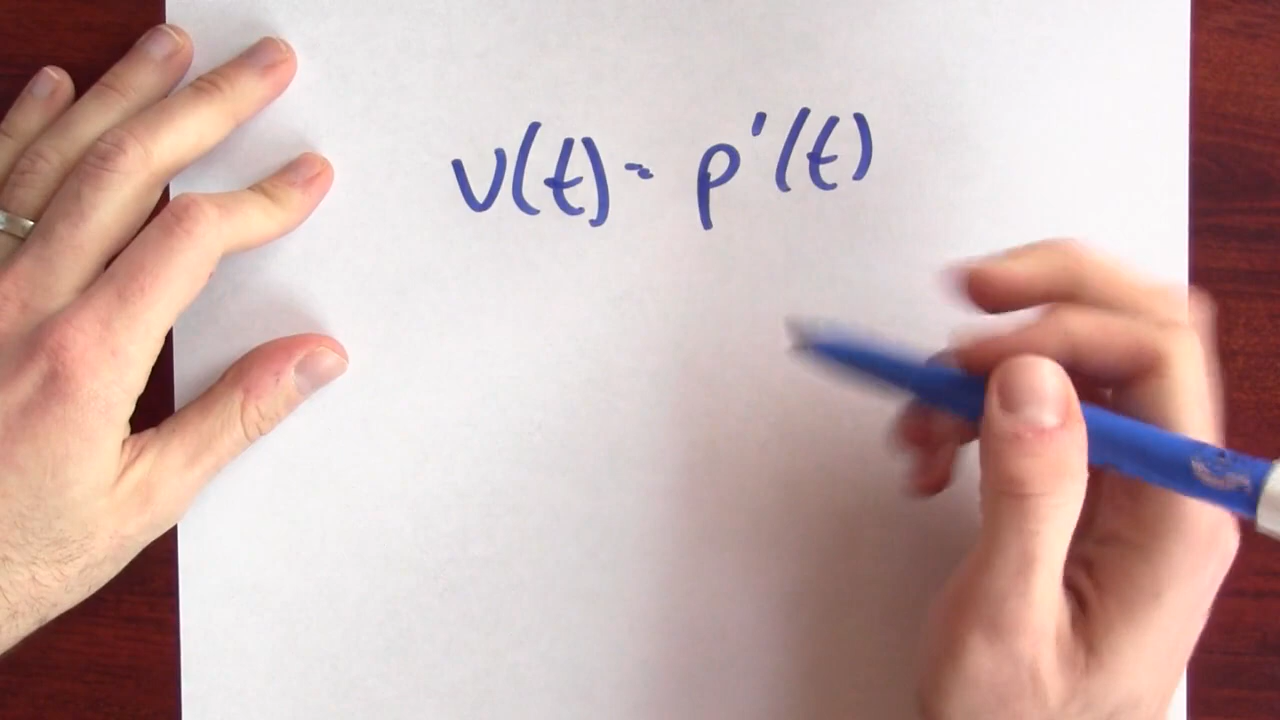 v(t) = p'(t)